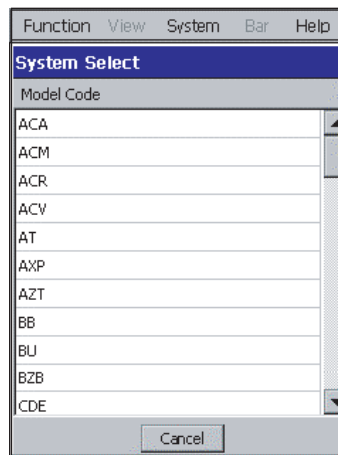 Function View System Bar Help
System Select
Model Code
ACA
ACM
ACR
ACV
AT
AXP
AZT
BB
BU
BZB
CDE
Cancel